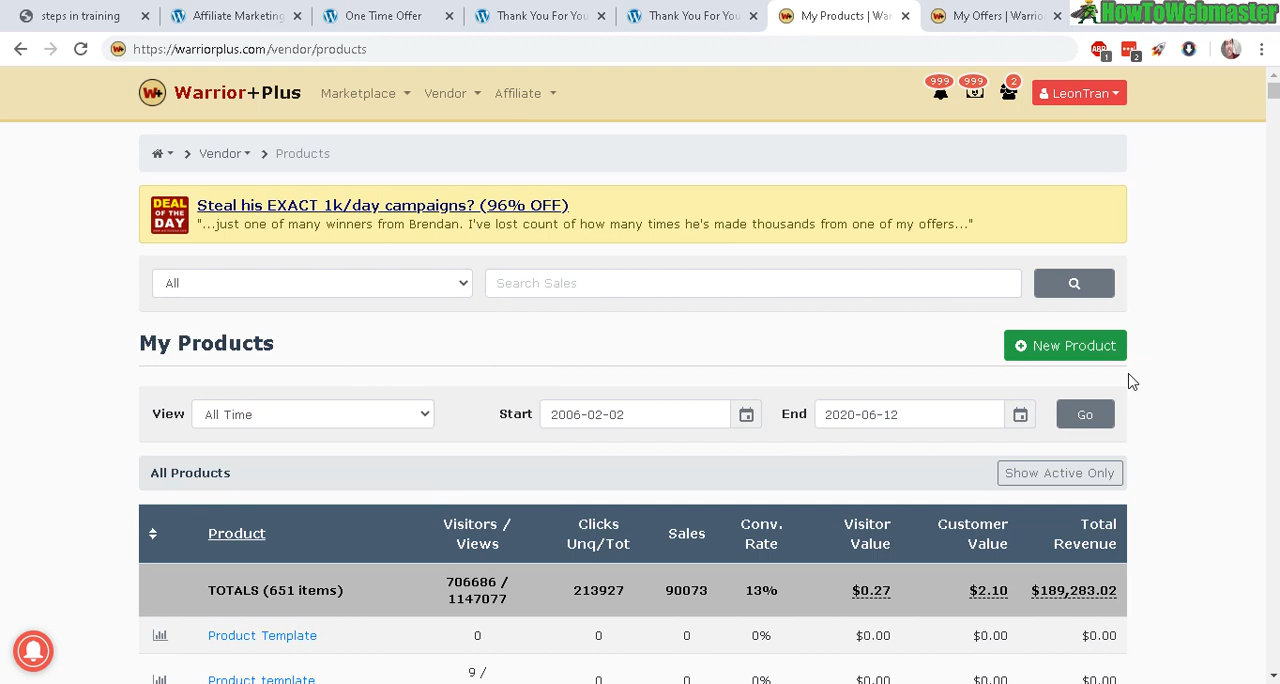 steps in training
Affiliate Marketing
One Time Offer
Thank You For You
Thank You For You
My Products | War
My Offers | Warrio
HowToWebmaster
https://warriorplus.com/vendor/products
ABP 1
2
W+ Warrior+Plus
Marketplace Vendor Affiliate
999 999 2
LeonTran
Vendor Products
DEAL OF THE DAY
Steal his EXACT 1k/day campaigns? (96% OFF)
"...just one of many winners from Brendan. I've lost count of how many times he's made thousands from one of my offers..."
All Search Sales
My Products New Product
View All Time Start 2006-02-02 End 2020-06-12 Go
All Products Show Active Only
Product Visitors / Views Clicks Unq/Tot Sales Conv. Rate Visitor Value Customer Value Total Revenue
TOTALS (651 items) 706686 / 1147077 213927 90073 13% $0.27 $2.10 $189,283.02
Product Template 0 0 0 0% $0.00 $0.00 $0.00
Product template 9 / 0 0 0% $0.00 $0.00 $0.00